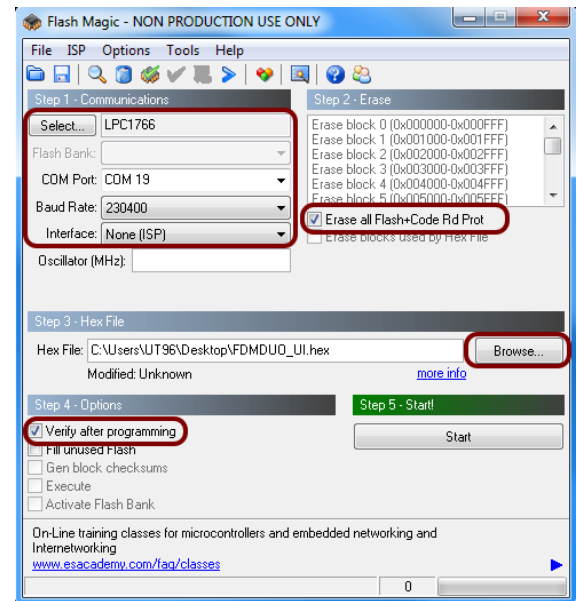 Flash Magic - NON PRODUCTION USE ONLY
File ISP Options Tools Help
Step 1 - Communications
Select... LPC1766
Flash Bank:
COM Port: COM 19
Baud Rate: 230400
Interface: None (ISP)
Oscillator (MHz):
Step 2 - Erase
Erase block 0 (0x000000-0x000FFF)
Erase block 1 (0x001000-0x001FFF)
Erase block 2 (0x002000-0x002FFF)
Erase block 3 (0x003000-0x003FFF)
Erase block 4 (0x004000-0x004FFF)
Erase block 5 (0x005000-0x005FFF)
Erase all Flash+Code Rd Prot
Erase blocks used by Hex File
Step 3 - Hex File
Hex File: C:\Users\UT96\Desktop\FDMDUO_UI.hex Browse...
Modified: Unknown more info
Step 4 - Options
Verify after programming
Fill unused Flash
Gen block checksums
Execute
Activate Flash Bank
Step 5 - Start!
Start
On-Line training classes for microcontrollers and embedded networking and
Internetworking
www.esacademy.com/faq/classes
0